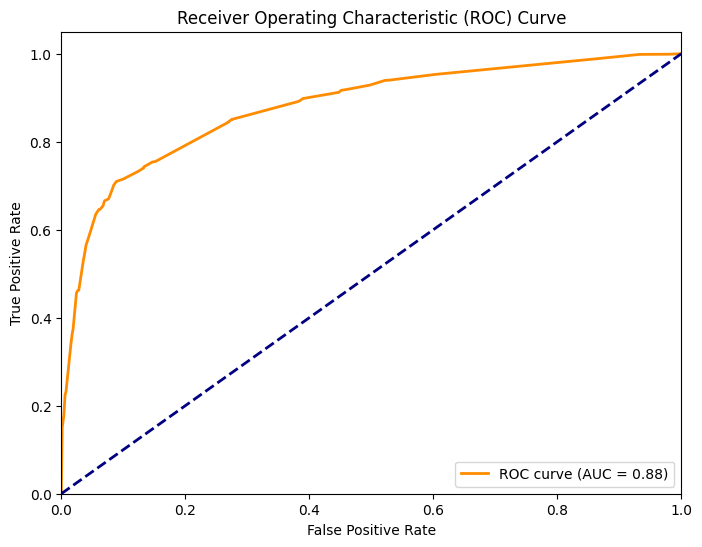 Receiver Operating Characteristic (ROC) Curve
True Positive Rate
1.0
0.8
0.6
0.4
0.2
0.0
ROC curve (AUC = 0.88)
0.0 0.2 0.4 0.6 0.8 1.0
False Positive Rate